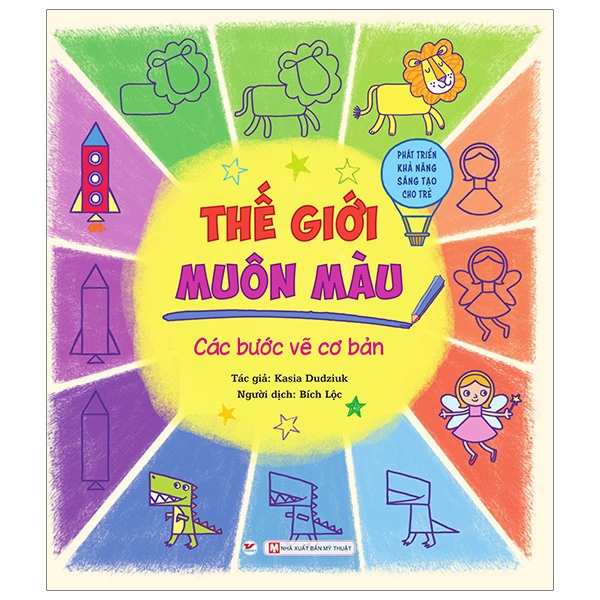 PHÁT TRIỂN
KHẢ NĂNG
SÁNG TẠO
CHO TRẺ
THẾ GIỚI
MUÔN MÀU
Các bước vẽ cơ bản
Tác giả: Kasia Dudziuk
Người dịch: Bích Lộc
NHÀ XUẤT BẢN MỸ THUẬT